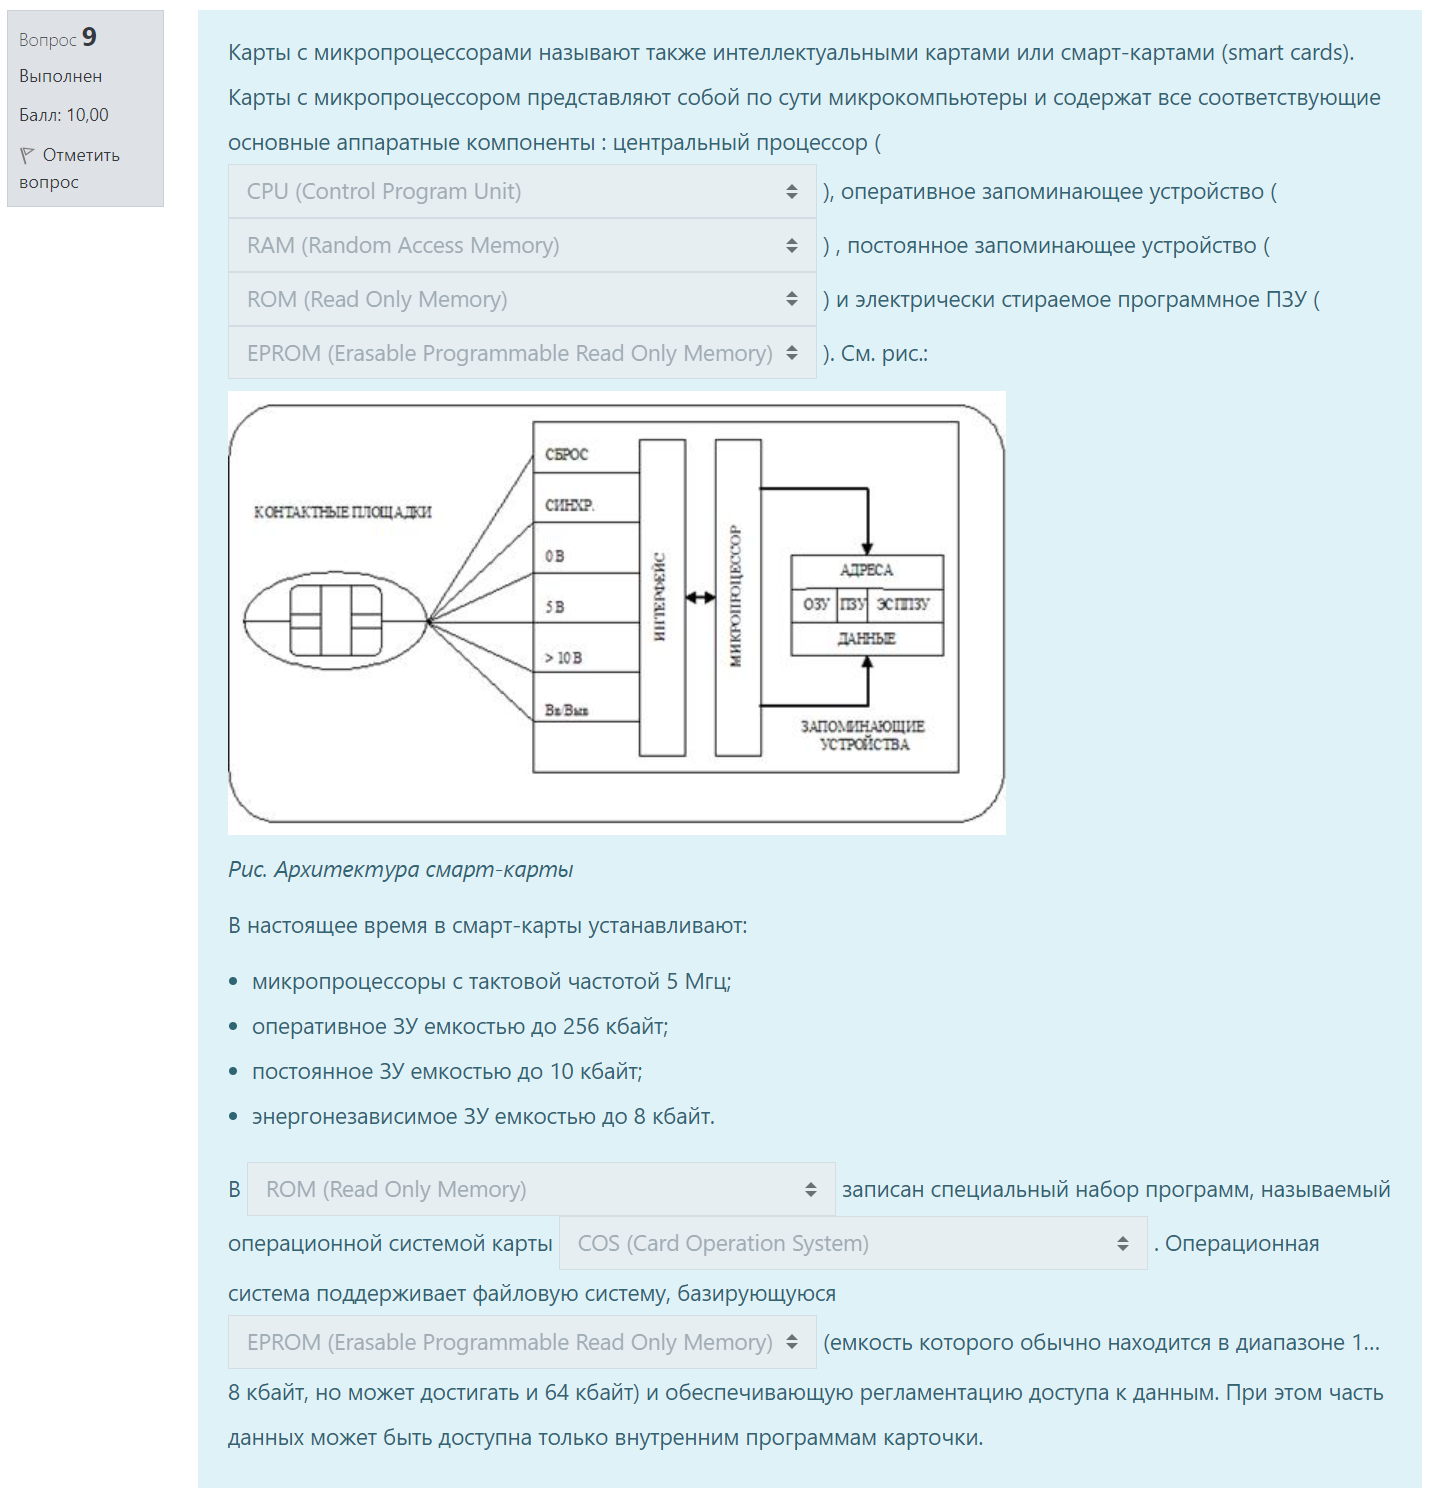 Вопрос 9
Выполнен
Балл: 10,00
Отметить
вопрос
Карты с микропроцессорами называют также интеллектуальными картами или смарт-картами (smart cards).
Карты с микропроцессором представляют собой по сути микрокомпьютеры и содержат все соответствующие
основные аппаратные компоненты : центральный процессор (
CPU (Control Program Unit) ), оперативное запоминающее устройство (
RAM (Random Access Memory) ) , постоянное запоминающее устройство (
ROM (Read Only Memory) ) и электрически стираемое программное ПЗУ (
EPROM (Erasable Programmable Read Only Memory) ). См. рис.:
КОНТАКТНЫЕ ПЛОЩАДКИ
СБРОС
СИНХР.
0 В
5 В
> 10 В
Вв/Выв
ИНТЕРФЕЙС
МИКРОПРОЦЕССОР
АДРЕСА
ОЗУ ПЗУ ЭСППЗУ
ДАННЫЕ
ЗАПОМИНАЮЩИЕ
УСТРОЙСТВА
Рис. Архитектура смарт-карты
В настоящее время в смарт-карты устанавливают:
• микропроцессоры с тактовой частотой 5 Мгц;
• оперативное ЗУ емкостью до 256 кбайт;
• постоянное ЗУ емкостью до 10 кбайт;
• энергонезависимое ЗУ емкостью до 8 кбайт.
В ROM (Read Only Memory) записан специальный набор программ, называемый
операционной системой карты COS (Card Operation System) . Операционная
система поддерживает файловую систему, базирующуюся
EPROM (Erasable Programmable Read Only Memory) (емкость которого обычно находится в диапазоне 1...
8 кбайт, но может достигать и 64 кбайт) и обеспечивающую регламентацию доступа к данным. При этом часть
данных может быть доступна только внутренним программам карточки.